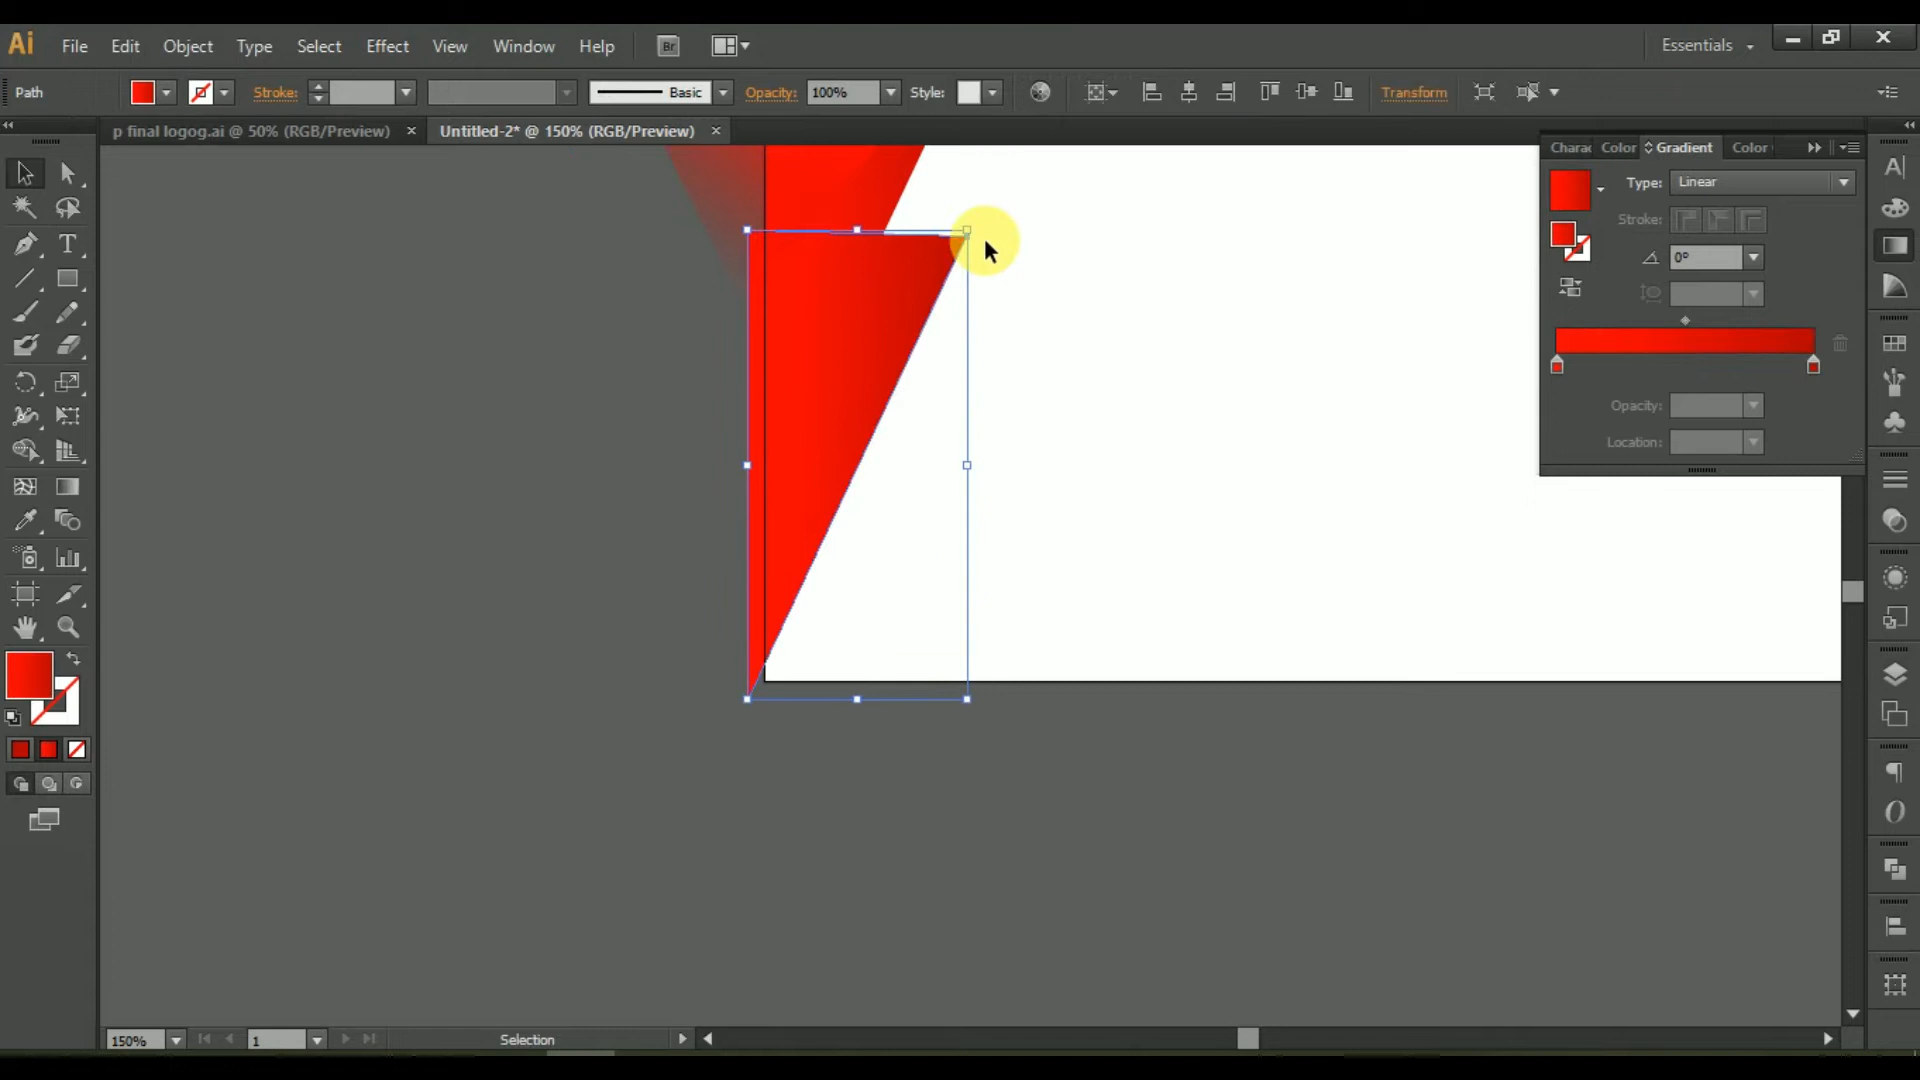 Ai File Edit Object Type Select Effect View Window Help Br Essentials
Path Stroke: Basic Opacity: 100% Style: Transform
p final logog.ai @ 50% (RGB/Preview) × Untitled-2* @ 150% (RGB/Preview) ×
Charac Color Gradient Color
Type: Linear
Stroke:
0°
Opacity:
Location:
150% 1 Selection